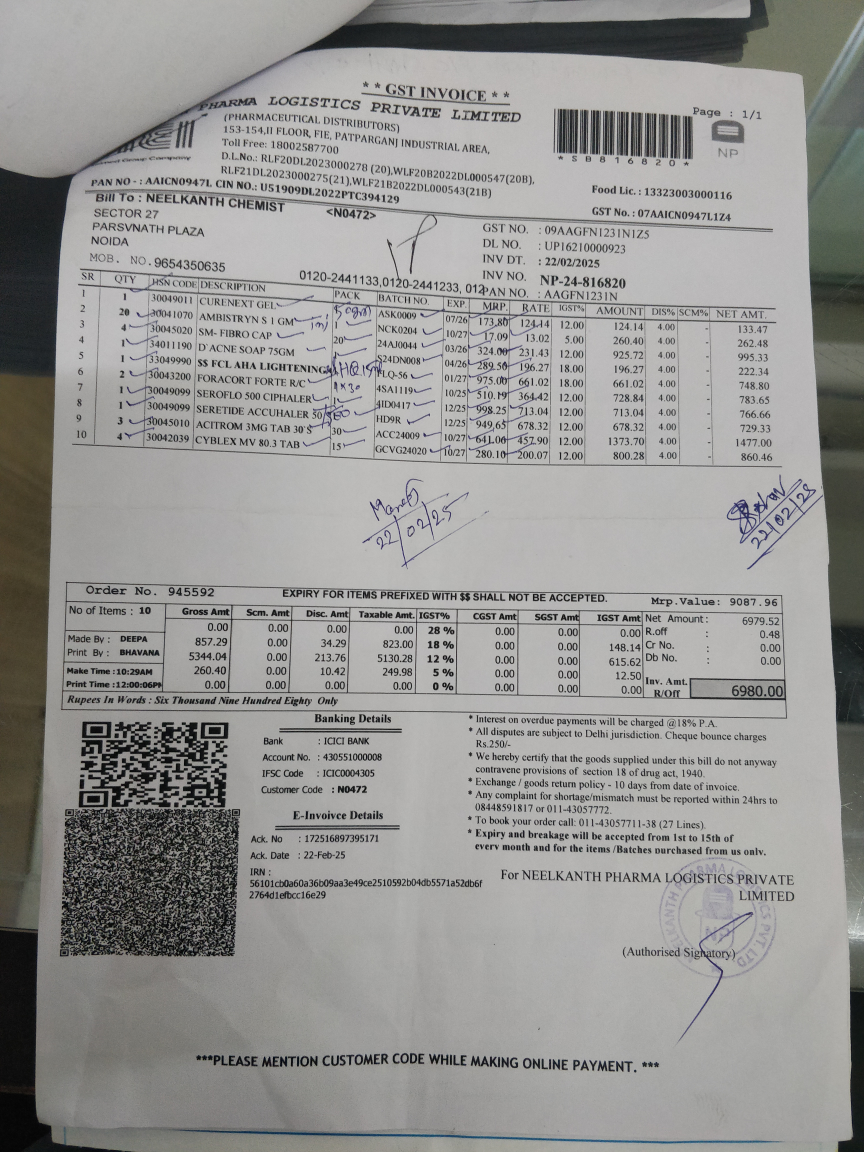 * * GST INVOICE * *
PHARMA LOGISTICS PRIVATE LIMITED
Page : 1/1
(PHARMACEUTICAL DISTRIBUTORS)
153-154,II FLOOR, FIE, PATPARGANJ INDUSTRIAL AREA,
Toll Free: 18002587700
D.L.No.: RLF20DL2023000278 (20),WLF20B2022DL000547(20B),
RLF21DL2023000275(21),WLF21B2022DL000543(21B)
*SB816820*
NP
Group Company
PAN NO - : AAICN0947L CIN NO.: U51909DL2022PTC394129
Food Lic. : 13323003000116
GST No. : 07AAICN0947L1Z4
Bill To : NEELKANTH CHEMIST <N0472>
SECTOR 27
PARSVNATH PLAZA
NOIDA
MOB. NO. 9654350635
0120-2441133,0120-2441233, 012
GST NO. : 09AAGFN1231N1Z5
DL NO. : UP16210000923
INV DT. : 22/02/2025
INV NO. NP-24-816820
PAN NO. : AAGFN1231N
SR QTY HSN CODE DESCRIPTION PACK BATCH NO. EXP MRP RATE IGST% AMOUNT DIS% SCM% NET AMT.
1 1 30049011 CURENEXT GEL ASK0009 07/26 173.80 124.14 12.00 124.14 4.00 - 133.47
2 20 30041070 AMBISTRYN S 1 GM 1 NCK0204 10/27 17.09 13.02 5.00 260.40 4.00 - 262.48
3 4 30045020 SM- FIBRO CAP 20 24AJ0044 03/26 324.00 231.43 12.00 925.72 4.00 - 995.33
4 1 34011190 D'ACNE SOAP 75GM S24DN008 04/26 289.50 196.27 18.00 196.27 4.00 - 222.34
5 1 33049990 $$ FCL AHA LIGHTENING LQ-56 01/27 975.00 661.02 18.00 661.02 4.00 - 748.80
6 2 30043200 FORACORT FORTE R/C 1x30 4SA1119 10/25 510.19 364.42 12.00 728.84 4.00 - 783.65
7 1 30049099 SEROFLO 500 CIPHALER 4ID0417 12/25 998.25 713.04 12.00 713.04 4.00 - 766.66
8 1 30049099 SERETIDE ACCUHALER 50/ HD9R 12/25 949.65 678.32 12.00 678.32 4.00 - 729.33
9 3 30045010 ACITROM 3MG TAB 30'S 30 ACC24009 10/27 641.06 457.90 12.00 1373.70 4.00 - 1477.00
10 4 30042039 CYBLEX MV 80.3 TAB 15 GCVG24020 10/27 280.10 200.07 12.00 800.28 4.00 - 860.46
22/02/25
22/02/25
Order No. 945592 EXPIRY FOR ITEMS PREFIXED WITH $$ SHALL NOT BE ACCEPTED. Mrp.Value: 9087.96
No of Items : 10
Made By : DEEPA
Print By : BHAVANA
Make Time :10:29AM
Print Time :12:00:06PM
Gross Amt Scm. Amt Disc. Amt Taxable Amt. IGST% CGST Amt SGST Amt IGST Amt
0.00 0.00 0.00 0.00 28 % 0.00 0.00 0.00
857.29 0.00 34.29 823.00 18 % 0.00 0.00 148.14
5344.04 0.00 213.76 5130.28 12 % 0.00 0.00 615.62
260.40 0.00 10.42 249.98 5 % 0.00 0.00 12.50
0.00 0.00 0.00 0.00 0 % 0.00 0.00 0.00
Net Amount : 6979.52
R.off : 0.48
Cr No. : 0.00
Db No. : 0.00
Inv. Amt. R/Off 6980.00
Rupees In Words : Six Thousand Nine Hundred Eighty Only
Banking Details
Bank : ICICI BANK
Account No. : 430551000008
IFSC Code : ICIC0004305
Customer Code : N0472
E-Invoivce Details
Ack. No : 172516897395171
Ack. Date : 22-Feb-25
IRN :
56101cb0a60a36b09aa3e49ce2510592b04db5571a52db6f
2764d1efbcc16e29
* Interest on overdue payments will be charged @18% P.A.
* All disputes are subject to Delhi jurisdiction. Cheque bounce charges
Rs.250/-
* We hereby certify that the goods supplied under this bill do not anyway
contravene provisions of section 18 of drug act, 1940.
* Exchange / goods return policy - 10 days from date of invoice.
* Any complaint for shortage/mismatch must be reported within 24hrs to
08448591817 or 011-43057772.
* To book your order call: 011-43057711-38 (27 Lines).
* Expiry and breakage will be accepted from 1st to 15th of
every month and for the items /Batches purchased from us only.
For NEELKANTH PHARMA LOGISTICS PRIVATE
LIMITED
(Authorised Signatory)
***PLEASE MENTION CUSTOMER CODE WHILE MAKING ONLINE PAYMENT. ***